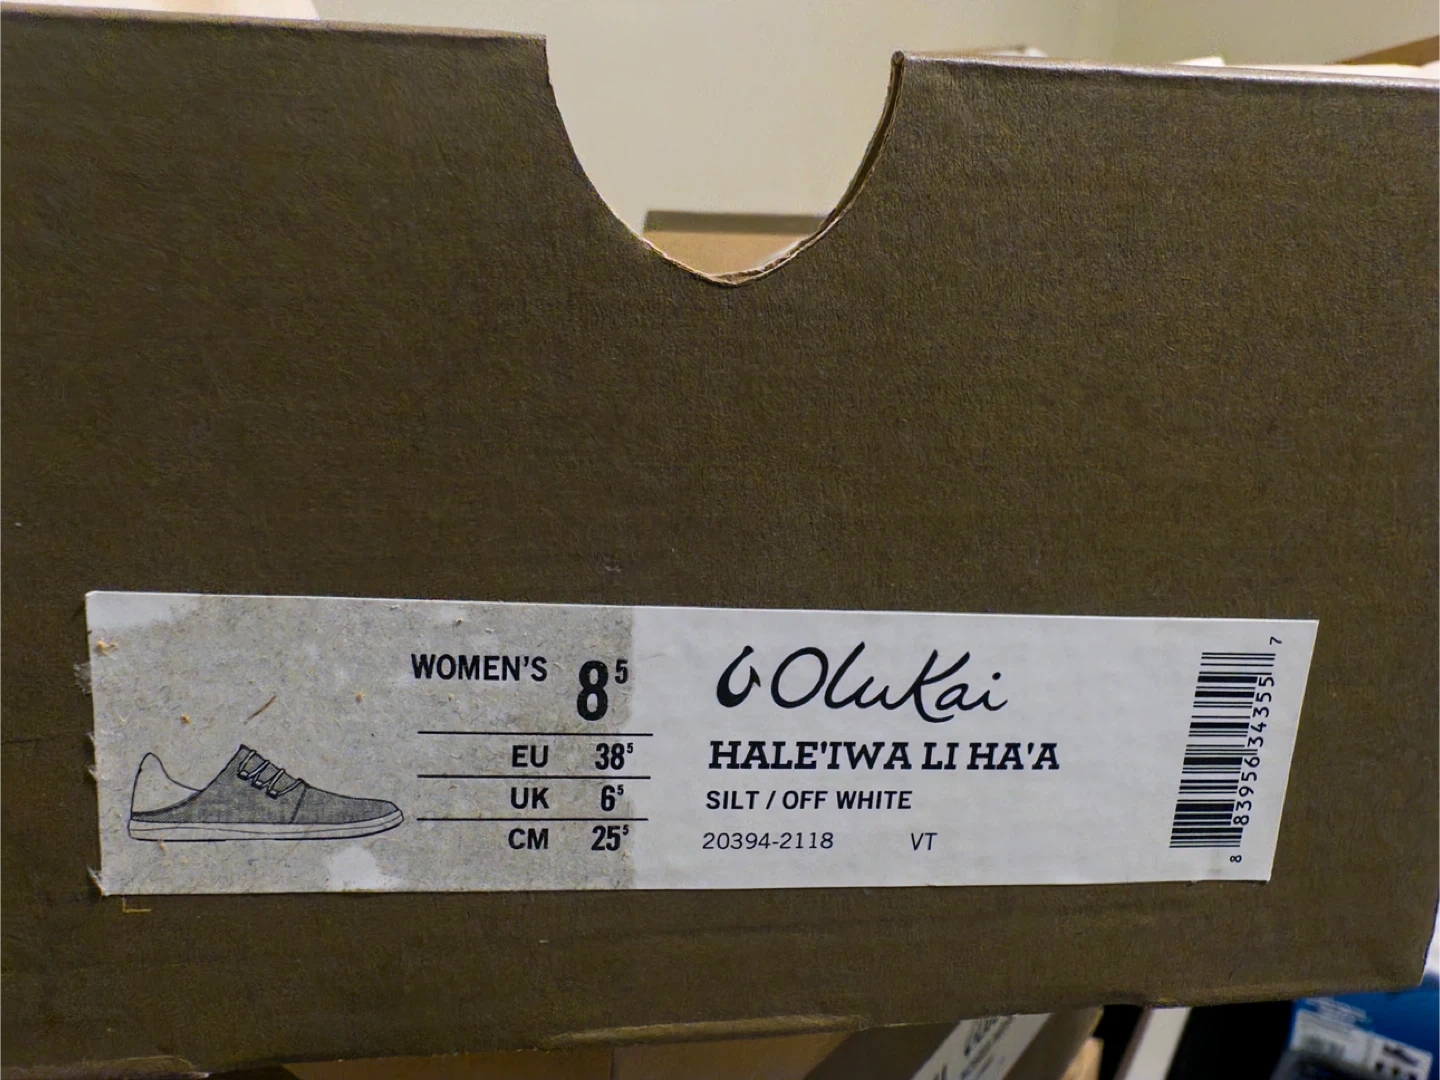 WOMEN'S 8⁵
EU 38⁵
UK 6⁵
CM 25⁵
OluKai
HALE'IWA LI HA'A
SILT / OFF WHITE
20394-2118 VT
8 83956 34355 7